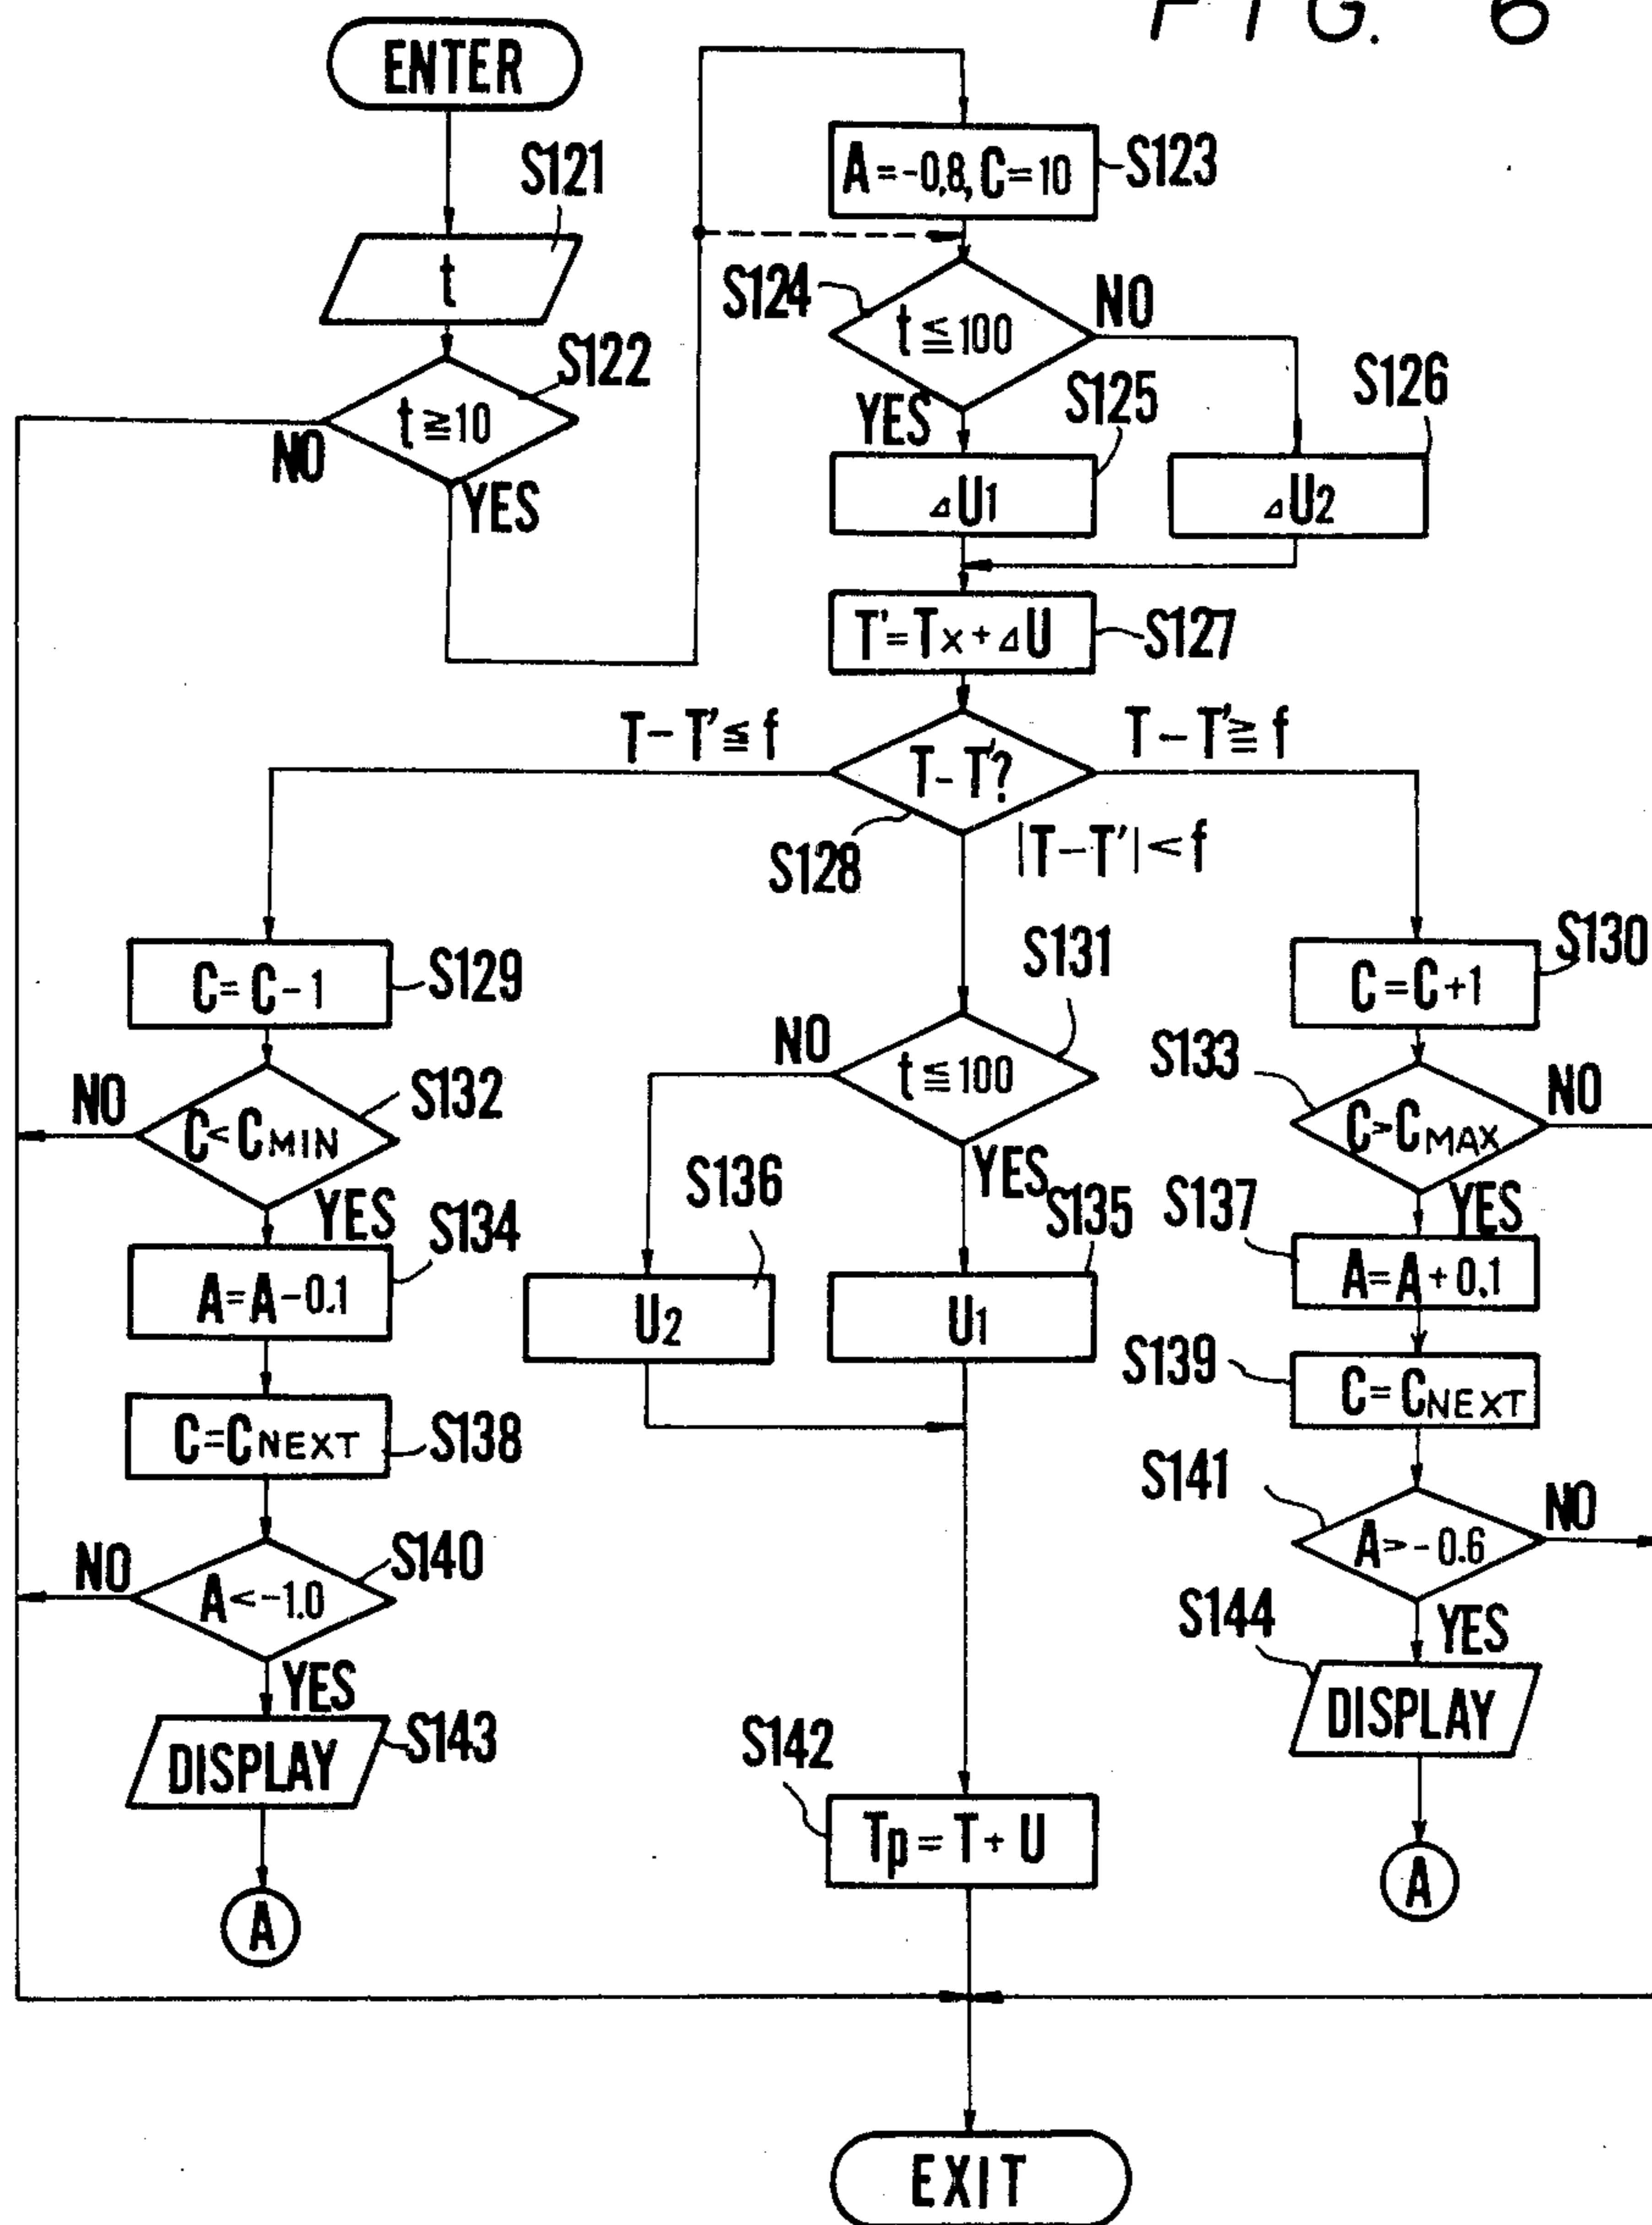 FIG. 6
ENTER
S121
t
S122
t ≧ 10
NO
YES
A = -0.8, C = 10
S123
S124
t ≦ 100
NO
YES
S125
S126
⊿U1
⊿U2
T' = Tx + ⊿U
S127
T - T' ≦ f
T - T' ≧ f
T - T'?
|T - T'| < f
S128
C = C - 1
S129
S130
C = C + 1
S131
t ≦ 100
NO
YES
S132
C < CMIN
NO
YES
S133
C > CMAX
NO
YES
S134
A = A - 0.1
S136
U2
S135
U1
S137
A = A + 0.1
C = CNEXT
S138
S139
C = CNEXT
S140
A < -1.0
NO
YES
S141
A > -0.6
NO
YES
DISPLAY
S143
S144
DISPLAY
S142
Tp = T + U
A
A
EXIT